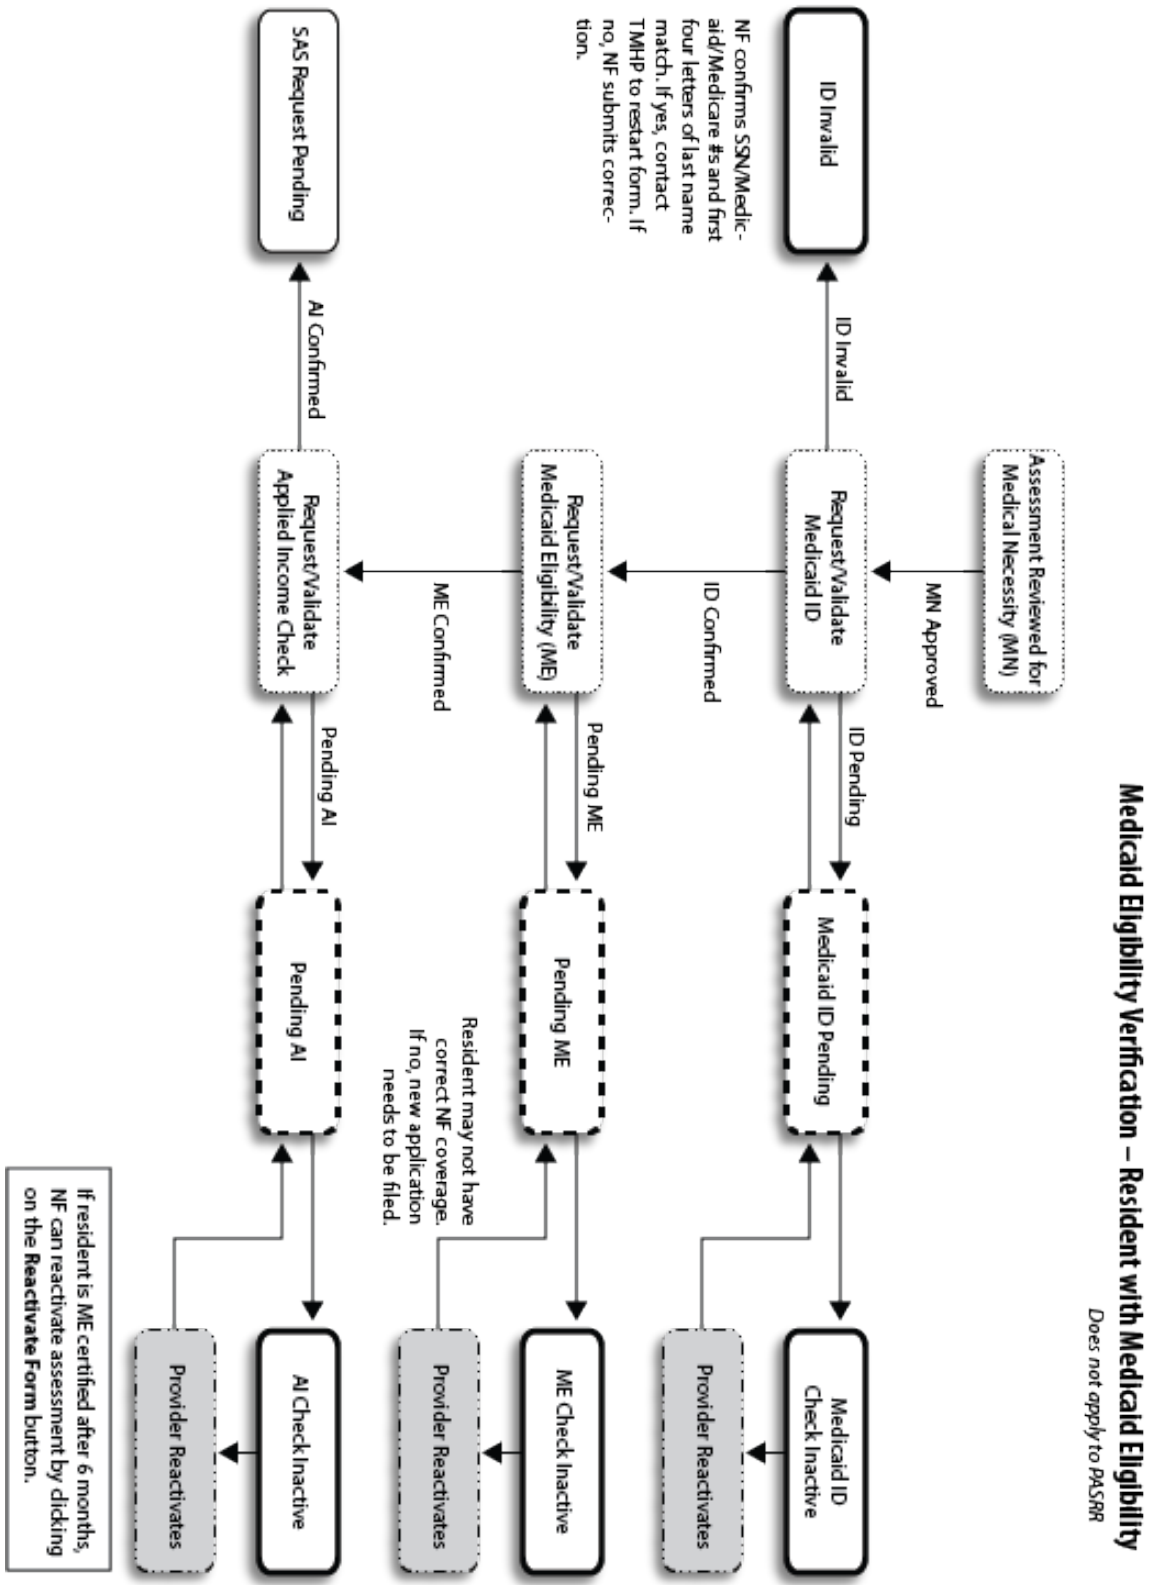 Medicaid Eligibility Verification – Resident with Medicaid Eligibility
Does not apply to PASRR
Assessment Reviewed for
Medical Necessity (MN)
MN Approved
ID Invalid
ID Invalid
Request/Validate
Medicaid ID
ID Pending
Medicaid ID Pending
Medicaid ID
Check Inactive
NF confirms SSN/Medic-
aid/Medicare #s and first
four letters of last name
match. If yes, contact
TMHP to restart form. If
no, NF submits correc-
tion.
ID Confirmed
Provider Reactivates
Request/Validate
Medicaid Eligibility (ME)
Pending ME
Pending ME
ME Check Inactive
ME Confirmed
Resident may not have
correct NF coverage.
If no, new application
needs to be filed.
Provider Reactivates
SAS Request Pending
AI Confirmed
Request/Validate
Applied Income Check
Pending AI
Pending AI
AI Check Inactive
Provider Reactivates
If resident is ME certified after 6 months,
NF can reactivate assessment by clicking
on the Reactivate Form button.